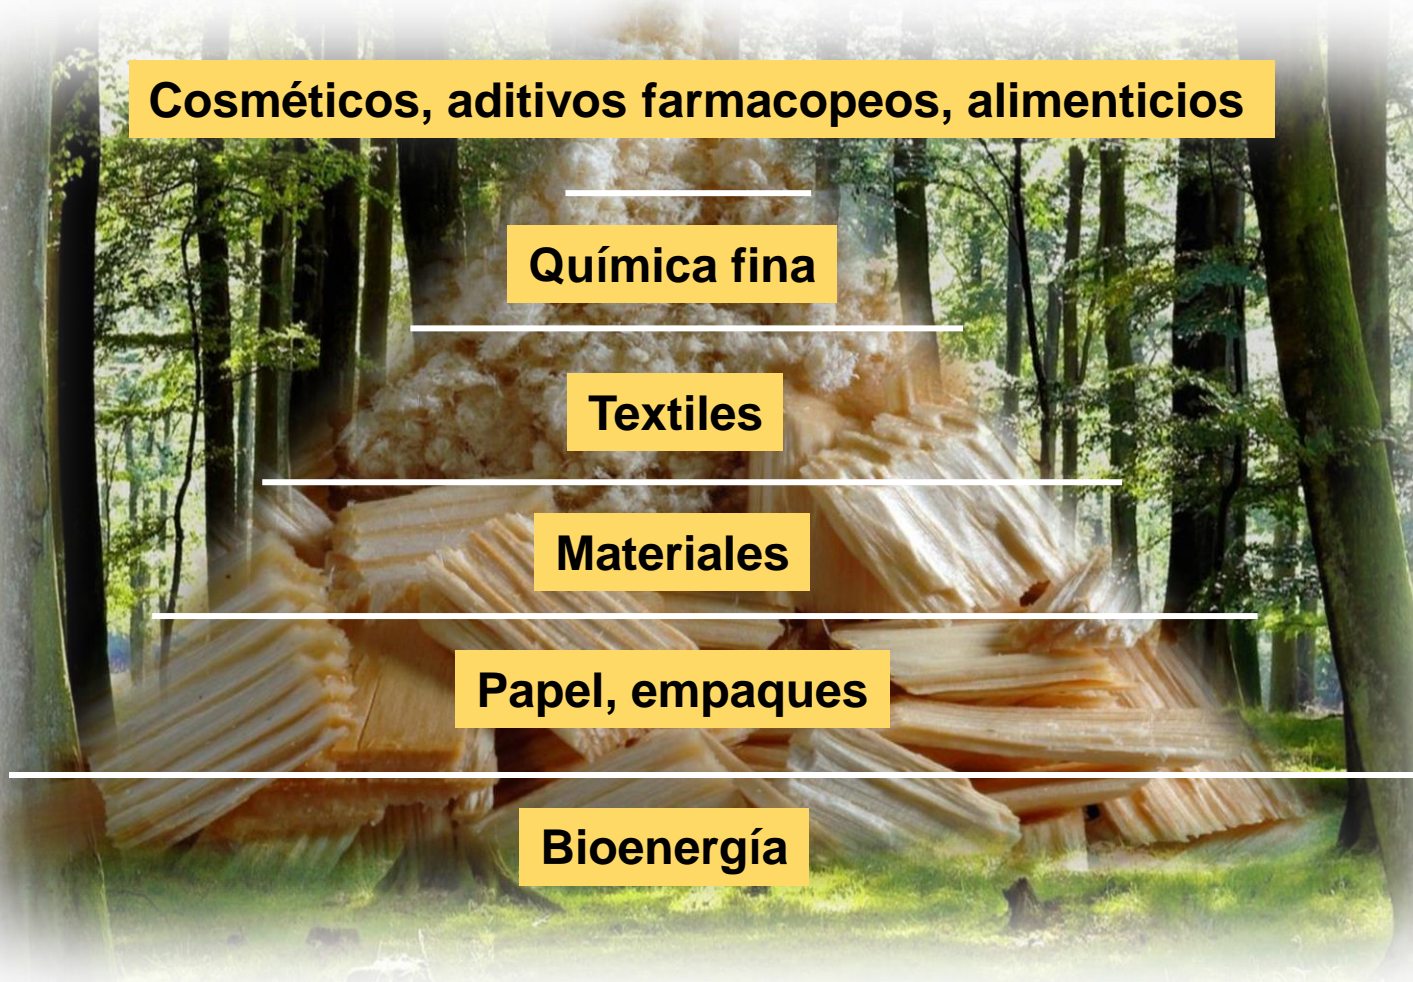 Cosméticos, aditivos farmacopeos, alimenticios
Química fina
Textiles
Materiales
Papel, empaques
Bioenergía